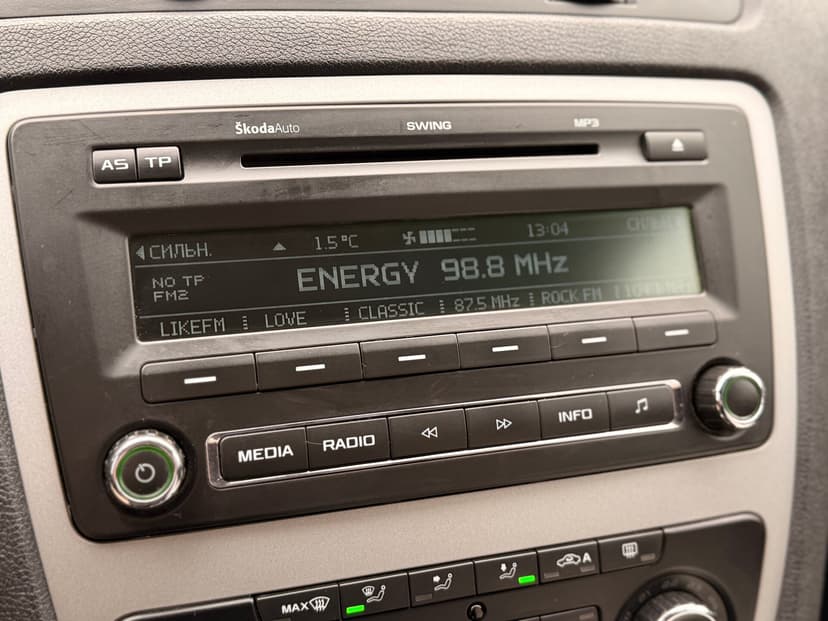 ŠkodaAuto SWING MP3
AS TP
СИЛЬН. 1.5°C 13:04
NO TP
FM2
ENERGY 98.8 MHz
LIKEFM LOVE CLASSIC 87.5 MHz ROCK FM
MEDIA RADIO INFO
MAX A